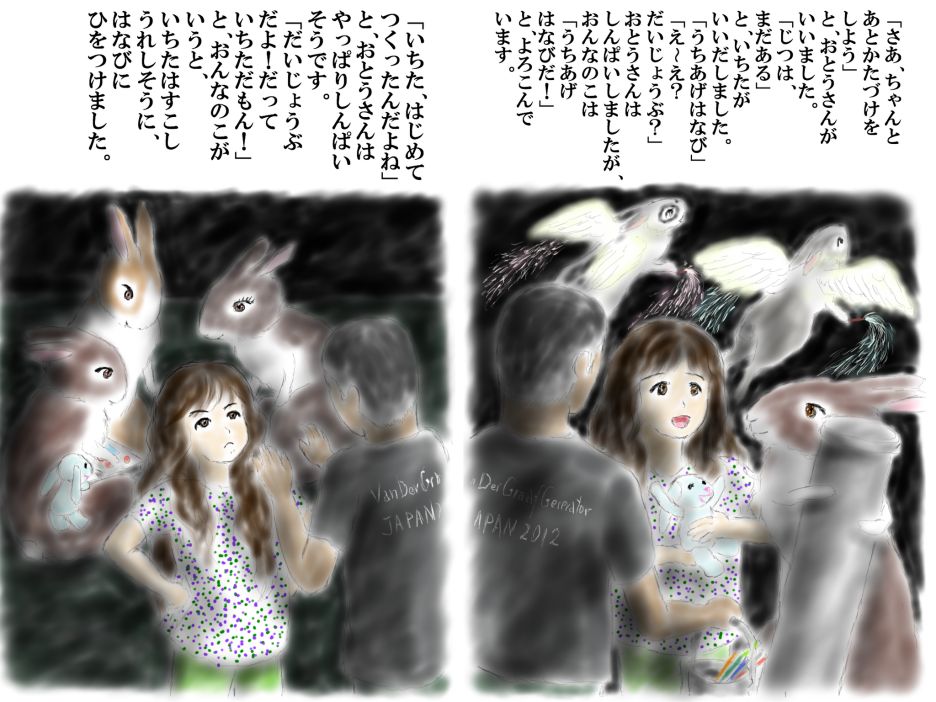 「さあ、ちゃんと
あとかたづけを
しよう」
と、おとうさんが
いいました。
「じつは、
まだある」
と、いちたが
いいだしました。
「うちあげはなび」
「え～え？
だいじょうぶ？」
おとうさんは
しんぱいしましたが、
おんなのこは
「うちあげ
はなびだ！」
と、よろこんで
います。
「いちた、はじめて
つくったんだよね」
と、おとうさんは
やっぱりしんぱい
そうです。
「だいじょうぶ
だよ！だって
いちただもん！」
と、おんなのこが
いうと、
いちたはすこし
うれしそうに、
はなびに
ひをつけました。
DerGraafGenerator
APAN 2012
VanDerGra
JAPAN